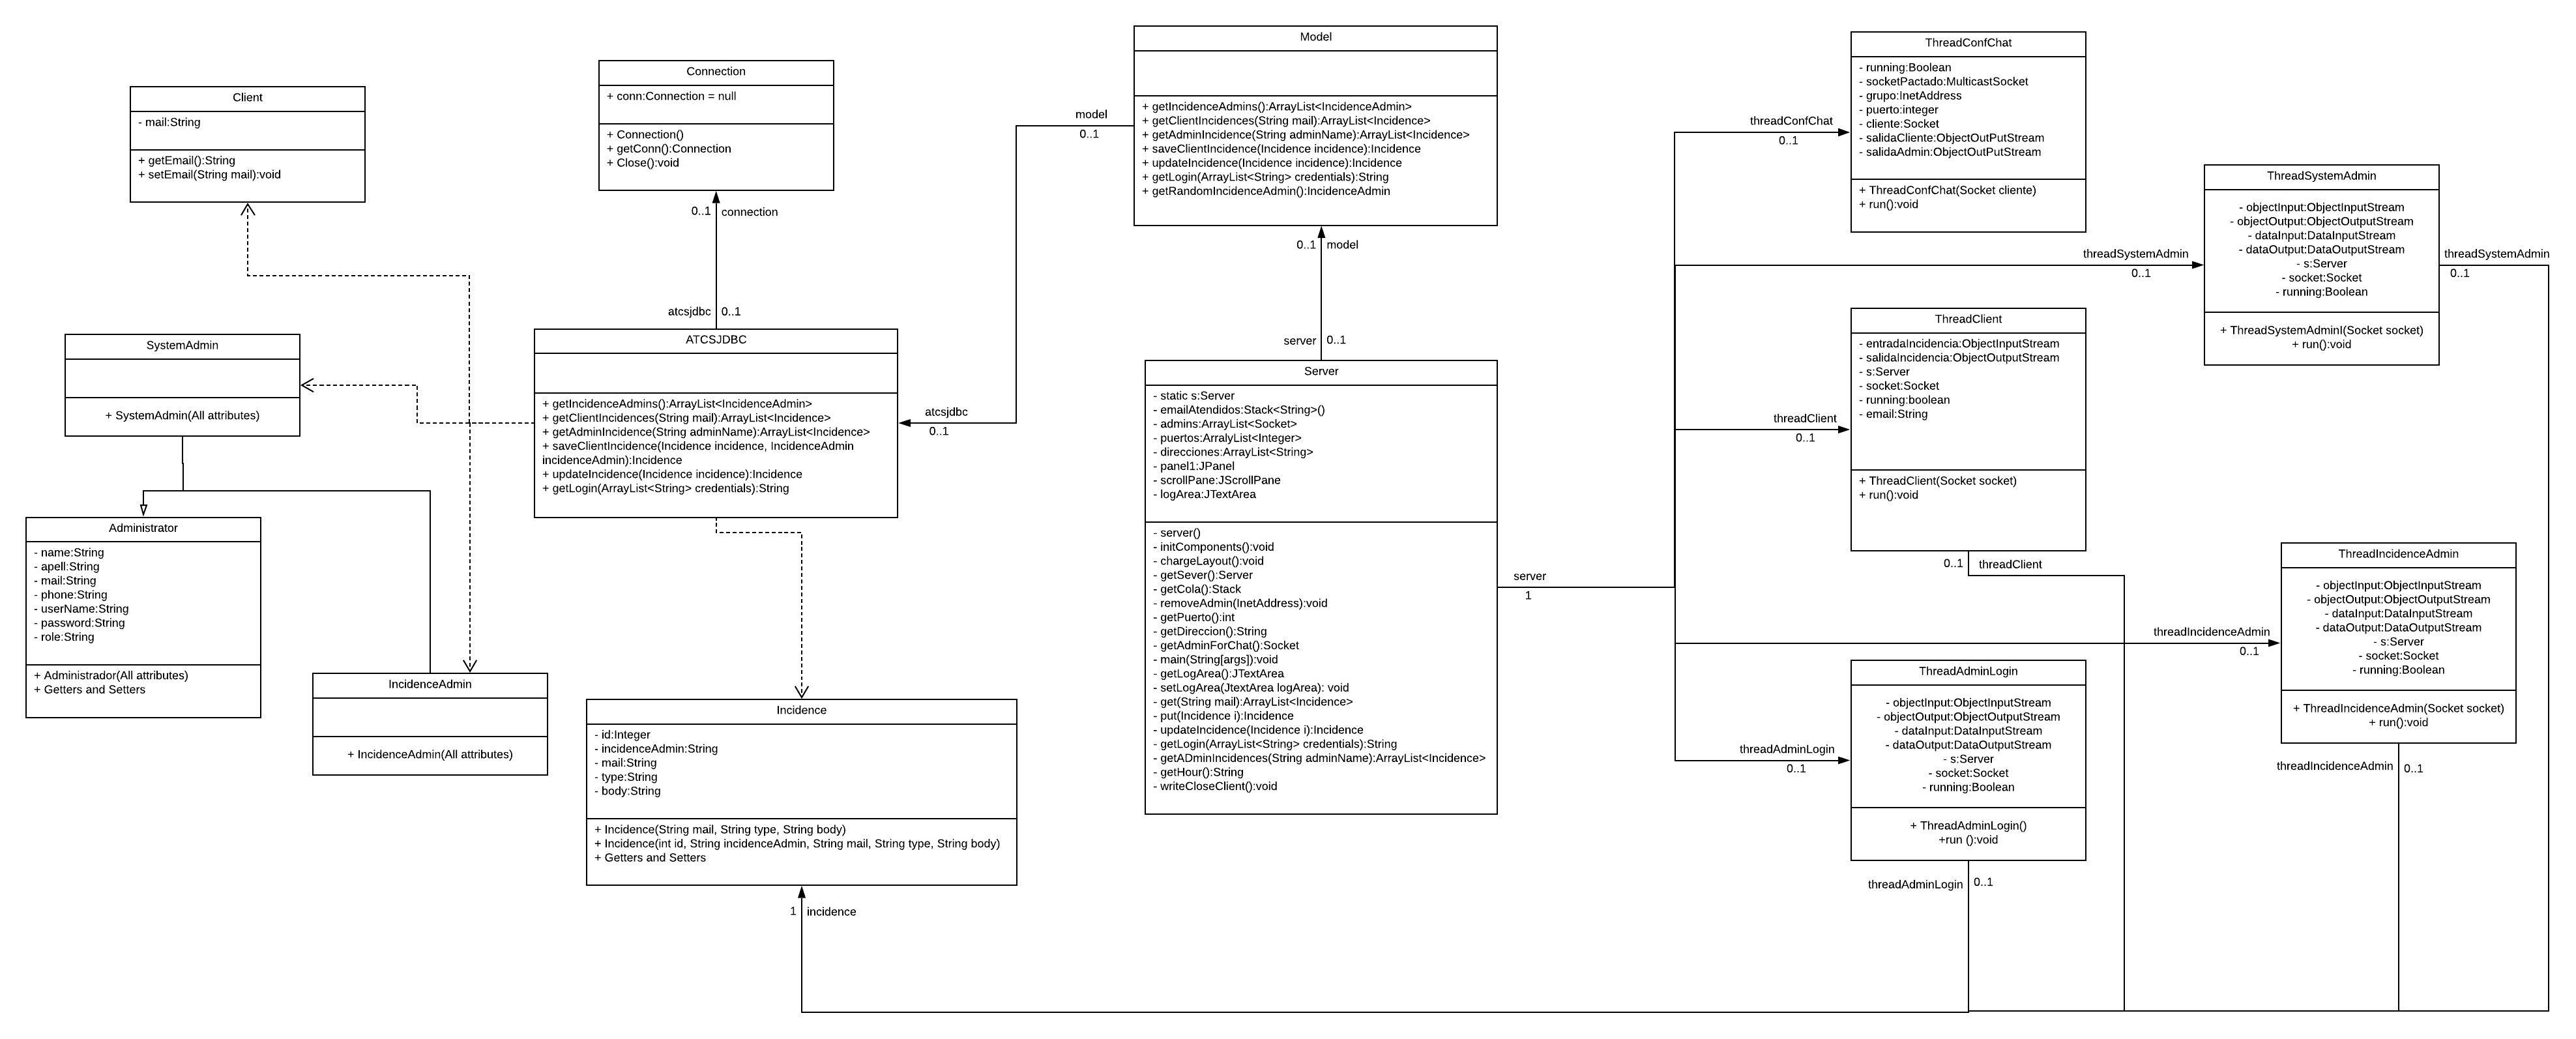 Client
- mail:String
+ getEmail():String
+ setEmail(String mail):void
Connection
+ conn:Connection = null
+ Connection()
+ getConn():Connection
+ Close():void
0..1 connection
atcsjdbc 0..1
Model
+ getIncidenceAdmins():ArrayList<IncidenceAdmin>
+ getClientIncidences(String mail):ArrayList<Incidence>
+ getAdminIncidence(String adminName):ArrayList<Incidence>
+ saveClientIncidence(Incidence incidence):Incidence
+ updateIncidence(Incidence incidence):Incidence
+ getLogin(ArrayList<String> credentials):String
+ getRandomIncidenceAdmin():IncidenceAdmin
model
0..1
0..1 model
server 0..1
SystemAdmin
+ SystemAdmin(All attributes)
ATCSJDBC
+ getIncidenceAdmins():ArrayList<IncidenceAdmin>
+ getClientIncidences(String mail):ArrayList<Incidence>
+ getAdminIncidence(String adminName):ArrayList<Incidence>
+ saveClientIncidence(Incidence incidence, IncidenceAdmin
incidenceAdmin):Incidence
+ updateIncidence(Incidence incidence):Incidence
+ getLogin(ArrayList<String> credentials):String
atcsjdbc
0..1
Administrator
- name:String
- apell:String
- mail:String
- phone:String
- userName:String
- password:String
- role:String
+ Administrador(All attributes)
+ Getters and Setters
IncidenceAdmin
+ IncidenceAdmin(All attributes)
Incidence
- id:Integer
- incidenceAdmin:String
- mail:String
- type:String
- body:String
+ Incidence(String mail, String type, String body)
+ Incidence(int id, String incidenceAdmin, String mail, String type, String body)
+ Getters and Setters
1 incidence
Server
- static s:Server
- emailAtendidos:Stack<String>()
- admins:ArrayList<Socket>
- puertos:ArralyList<Integer>
- direcciones:ArrayList<String>
- panel1:JPanel
- scrollPane:JScrollPane
- logArea:JTextArea
- server()
- initComponents():void
- chargeLayout():void
- getSever():Server
- getCola():Stack
- removeAdmin(InetAddress):void
- getPuerto():int
- getDireccion():String
- getAdminForChat():Socket
- main(String[args]):void
- getLogArea():JTextArea
- setLogArea(JtextArea logArea): void
- get(String mail):ArrayList<Incidence>
- put(Incidence i):Incidence
- updateIncidence(Incidence i):Incidence
- getLogin(ArrayList<String> credentials):String
- getADminIncidences(String adminName):ArrayList<Incidence>
- getHour():String
- writeCloseClient():void
server
1
threadConfChat
0..1
ThreadConfChat
- running:Boolean
- socketPactado:MulticastSocket
- grupo:InetAddress
- puerto:integer
- cliente:Socket
- salidaCliente:ObjectOutPutStream
- salidaAdmin:ObjectOutPutStream
+ ThreadConfChat(Socket cliente)
+ run():void
threadSystemAdmin
0..1
ThreadSystemAdmin
- objectInput:ObjectInputStream
- objectOutput:ObjectOutputStream
- dataInput:DataInputStream
- dataOutput:DataOutputStream
- s:Server
- socket:Socket
- running:Boolean
+ ThreadSystemAdminI(Socket socket)
+ run():void
threadSystemAdmin
0..1
threadClient
0..1
ThreadClient
- entradaIncidencia:ObjectInputStream
- salidaIncidencia:ObjectOutputStream
- s:Server
- socket:Socket
- running:boolean
- email:String
+ ThreadClient(Socket socket)
+ run():void
0..1 threadClient
threadIncidenceAdmin
0..1
ThreadIncidenceAdmin
- objectInput:ObjectInputStream
- objectOutput:ObjectOutputStream
- dataInput:DataInputStream
- dataOutput:DataOutputStream
- s:Server
- socket:Socket
- running:Boolean
+ ThreadIncidenceAdmin(Socket socket)
+ run():void
threadIncidenceAdmin 0..1
threadAdminLogin
0..1
ThreadAdminLogin
- objectInput:ObjectInputStream
- objectOutput:ObjectOutputStream
- dataInput:DataInputStream
- dataOutput:DataOutputStream
- s:Server
- socket:Socket
- running:Boolean
+ ThreadAdminLogin()
+run ():void
threadAdminLogin 0..1